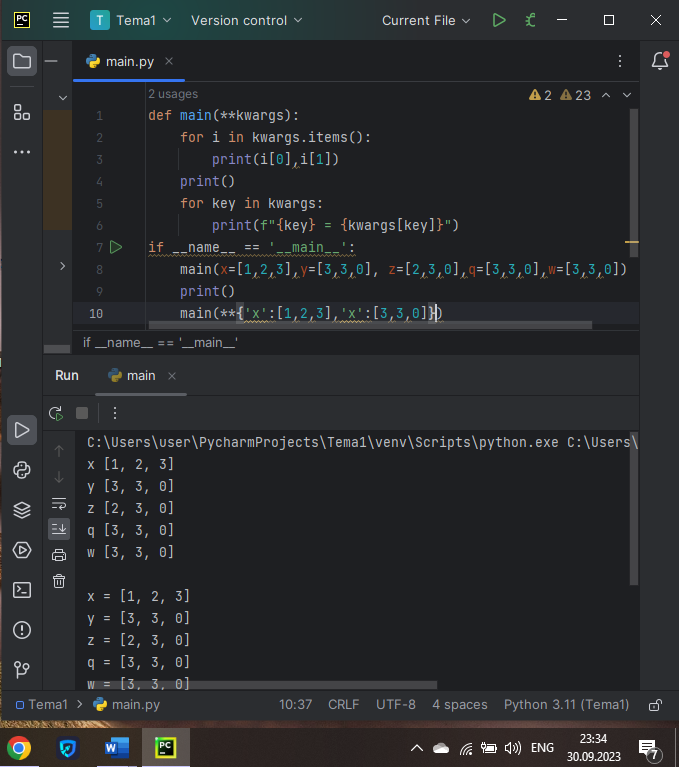 PC T Tema1 Version control Current File
main.py
2 usages 2 23
1 def main(**kwargs):
2 for i in kwargs.items():
3 print(i[0],i[1])
4 print()
5 for key in kwargs:
6 print(f"{key} = {kwargs[key]}")
7 if __name__ == '__main__':
8 main(x=[1,2,3],y=[3,3,0], z=[2,3,0],q=[3,3,0],w=[3,3,0])
9 print()
10 main(**{'x':[1,2,3],'x':[3,3,0]})
if __name__ == '__main__'
Run main
C:\Users\user\PycharmProjects\Tema1\venv\Scripts\python.exe C:\Users\
x [1, 2, 3]
y [3, 3, 0]
z [2, 3, 0]
q [3, 3, 0]
w [3, 3, 0]
x = [1, 2, 3]
y = [3, 3, 0]
z = [2, 3, 0]
q = [3, 3, 0]
w = [3, 3, 0]
Tema1 main.py 10:37 CRLF UTF-8 4 spaces Python 3.11 (Tema1)
W PC ENG 23:34 7
30.09.2023